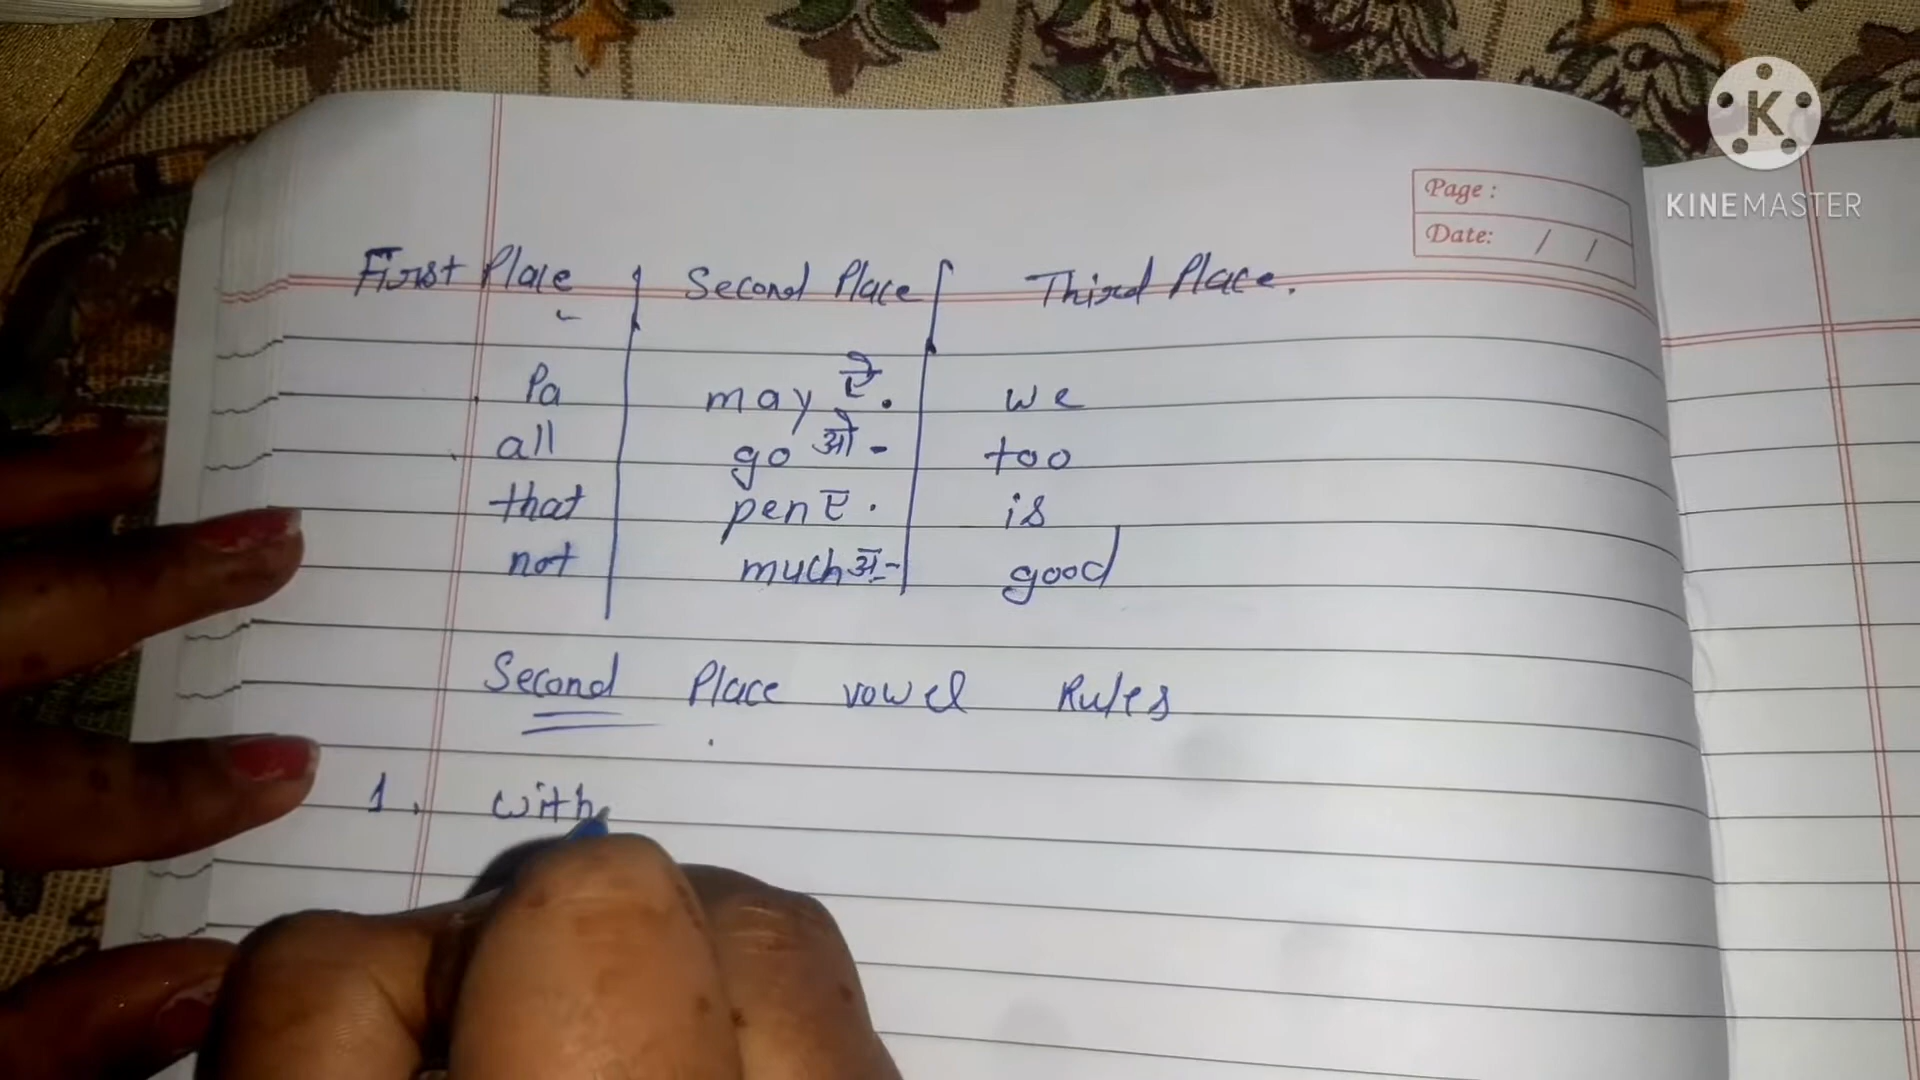 KINEMASTER
Page :
Date: / /
First Place Second Place Third Place.
Pa may ऐ. we
all go ओ - too
that pen ए . is
not much अ - good
Second Place vowel Rules
1. with